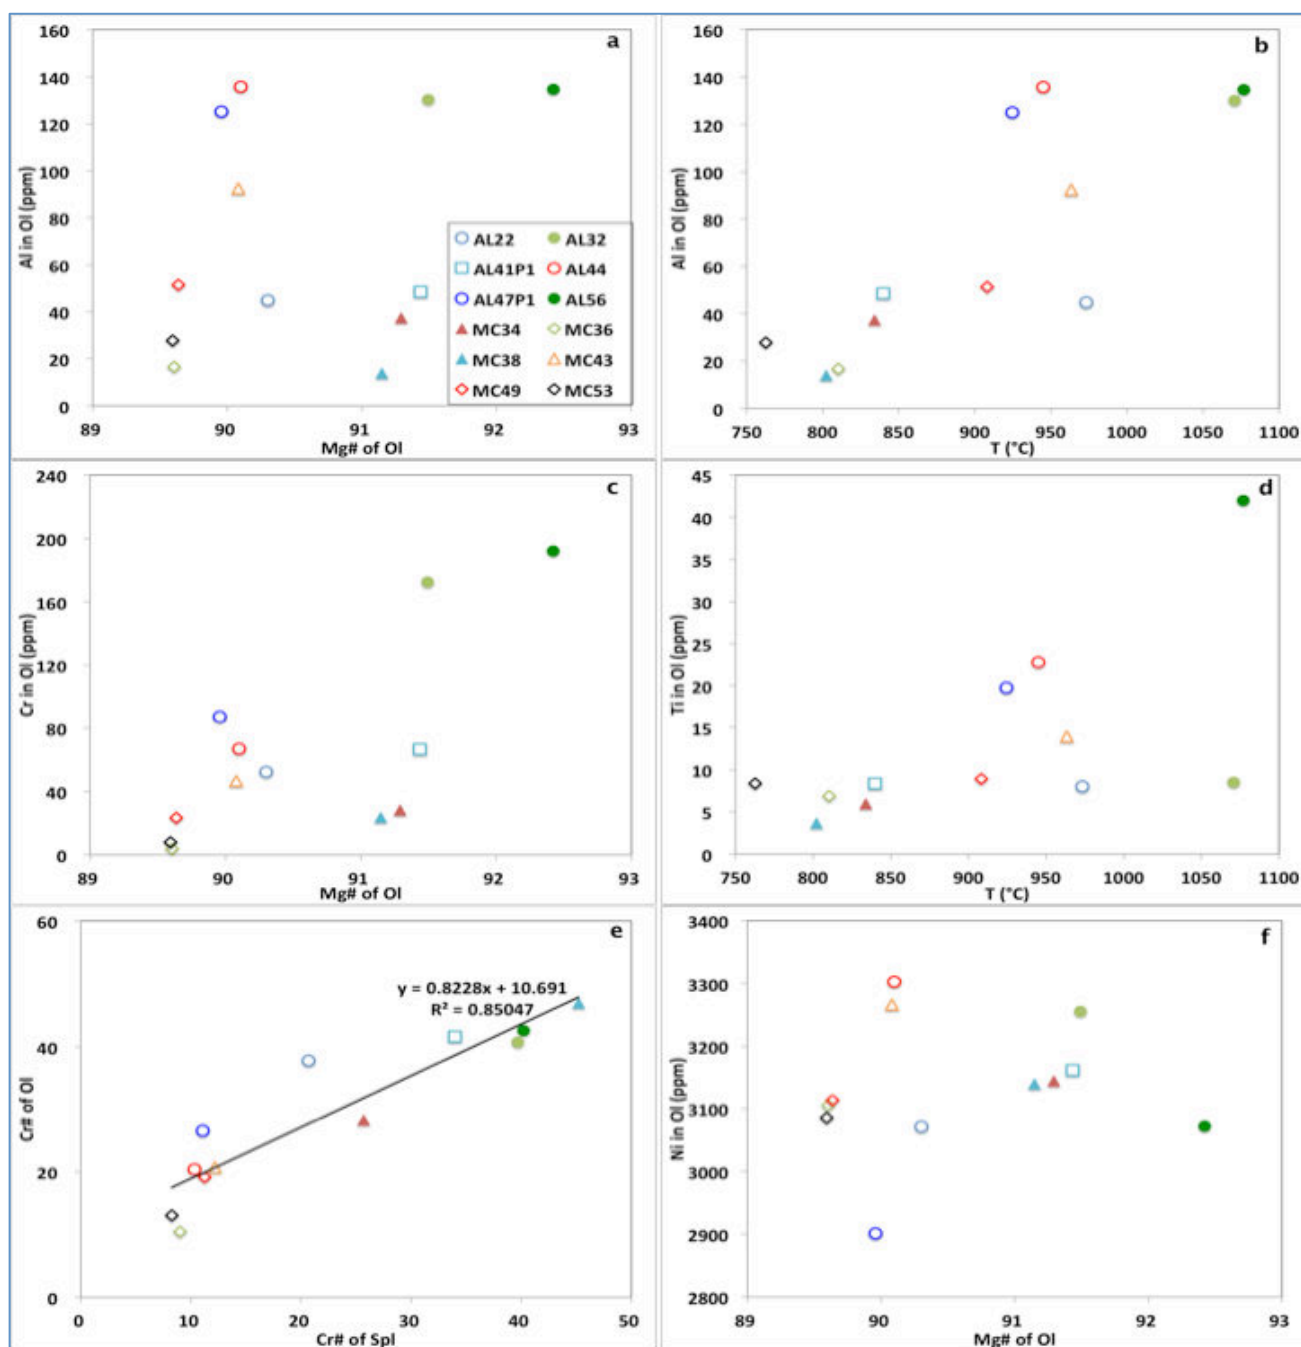 a
160
140
120
100
80
60
40
20
0
Al in Ol (ppm)
89 90 91 92 93
Mg# of Ol
AL22 AL32
AL41P1 AL44
AL47P1 AL56
MC34 MC36
MC38 MC43
MC49 MC53
b
160
140
120
100
80
60
40
20
0
Al in Ol (ppm)
750 800 850 900 950 1000 1050 1100
T (°C)
c
240
200
160
120
80
40
0
Cr in Ol (ppm)
89 90 91 92 93
Mg# of Ol
d
45
40
35
30
25
20
15
10
5
0
Ti in Ol (ppm)
750 800 850 900 950 1000 1050 1100
T (°C)
e
60
40
20
0
Cr# of Ol
y = 0.8228x + 10.691
R² = 0.85047
0 10 20 30 40 50
Cr# of Spl
f
3400
3300
3200
3100
3000
2900
2800
Ni in Ol (ppm)
89 90 91 92 93
Mg# of Ol